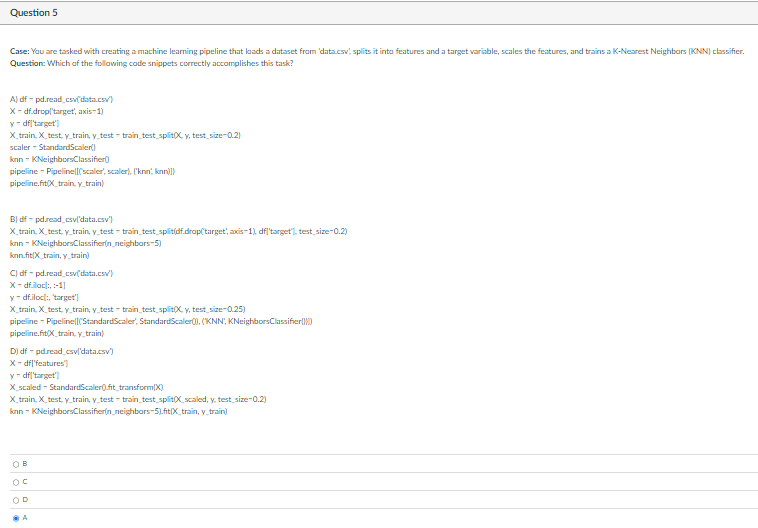 Question 5
Case: You are tasked with creating a machine learning pipeline that loads a dataset from 'data.csv', splits it into features and a target variable, scales the features, and trains a K-Nearest Neighbors (KNN) classifier.
Question: Which of the following code snippets correctly accomplishes this task?
A) df = pd.read_csv('data.csv')
X = df.drop('target', axis=1)
y = df['target']
X_train, X_test, y_train, y_test = train_test_split(X, y, test_size=0.2)
scaler = StandardScaler()
knn = KNeighborsClassifier()
pipeline = Pipeline([('scaler', scaler), ('knn', knn)])
pipeline.fit(X_train, y_train)
B) df = pd.read_csv('data.csv')
X_train, X_test, y_train, y_test = train_test_split(df.drop('target', axis=1), df['target'], test_size=0.2)
knn = KNeighborsClassifier(n_neighbors=5)
knn.fit(X_train, y_train)
C) df = pd.read_csv('data.csv')
X = df.iloc[:, :-1]
y = df.iloc[:, 'target']
X_train, X_test, y_train, y_test = train_test_split(X, y, test_size=0.25)
pipeline = Pipeline([('StandardScaler', StandardScaler()), ('KNN', KNeighborsClassifier())])
pipeline.fit(X_train, y_train)
D) df = pd.read_csv('data.csv')
X = df['features']
y = df['target']
X_scaled = StandardScaler().fit_transform(X)
X_train, X_test, y_train, y_test = train_test_split(X_scaled, y, test_size=0.2)
knn = KNeighborsClassifier(n_neighbors=5).fit(X_train, y_train)
B
C
D
A